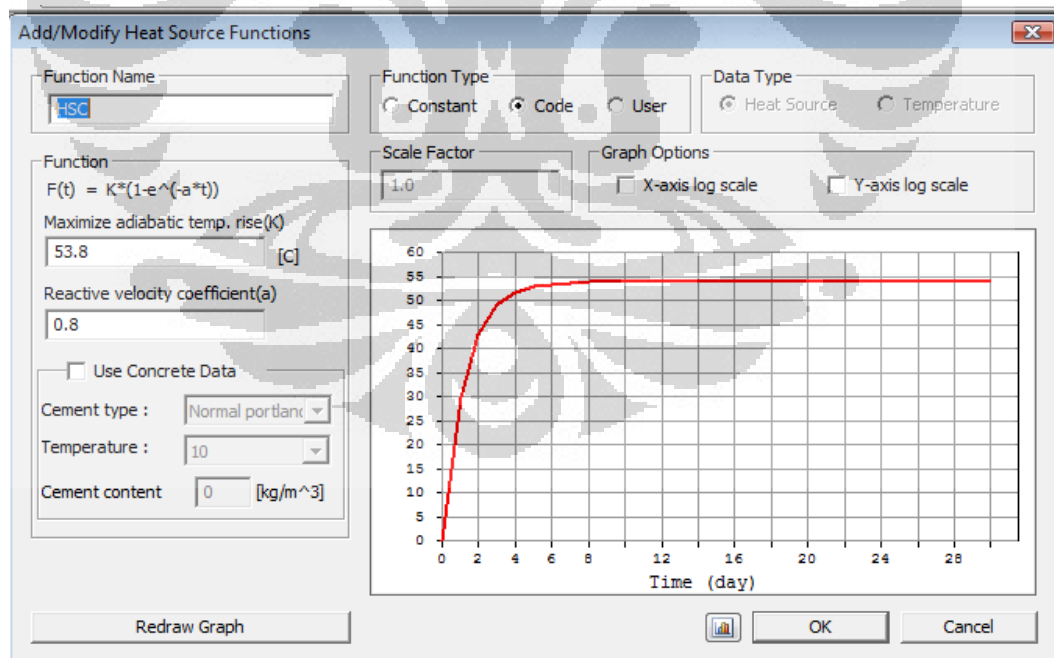 Add/Modify Heat Source Functions
Function Name
HSC
Function Type
Constant Code User
Data Type
Heat Source Temperature
Function
F(t) = K*(1-e^(-a*t))
Maximize adiabatic temp. rise(K)
53.8 [C]
Reactive velocity coefficient(a)
0.8
Use Concrete Data
Cement type : Normal portland
Temperature : 10
Cement content 0 [kg/m^3]
Scale Factor
1.0
Graph Options
X-axis log scale Y-axis log scale
60
55
50
45
40
35
30
25
20
15
10
5
0
0 2 4 6 8 12 16 20 24 28
Time (day)
Redraw Graph
OK Cancel